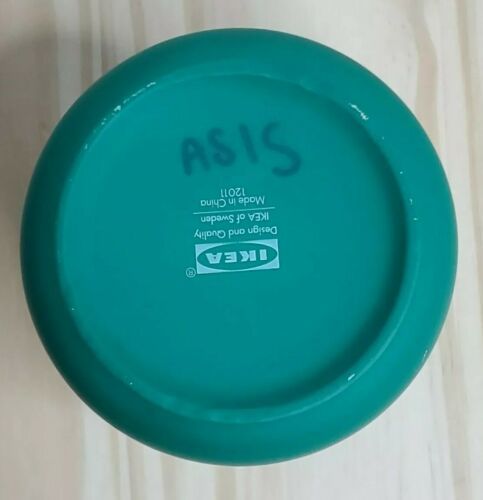 ASIS
IKEA®
Design and Quality
IKEA of Sweden
Made in China
12011